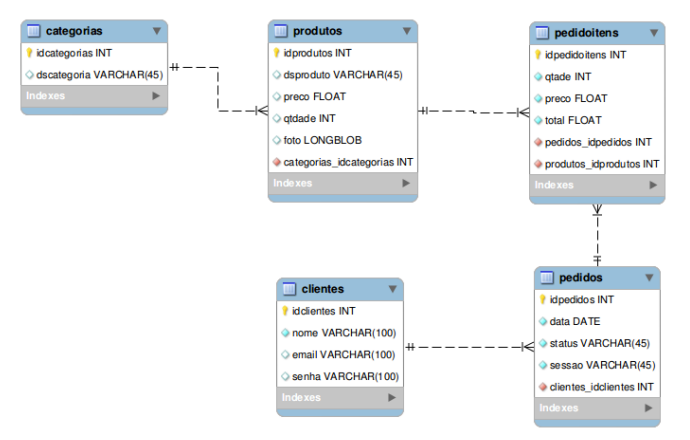 categorias
idcategorias INT
dscategoria VARCHAR(45)
Indexes
produtos
idprodutos INT
dsproduto VARCHAR(45)
preco FLOAT
qtdade INT
foto LONGBLOB
categorias_idcategorias INT
Indexes
pedidoitens
idpedidoitens INT
qtade INT
preco FLOAT
total FLOAT
pedidos_idpedidos INT
produtos_idprodutos INT
Indexes
clientes
idclientes INT
nome VARCHAR(100)
email VARCHAR(100)
senha VARCHAR(100)
Indexes
pedidos
idpedidos INT
data DATE
status VARCHAR(45)
sessao VARCHAR(45)
clientes_idclientes INT
Indexes